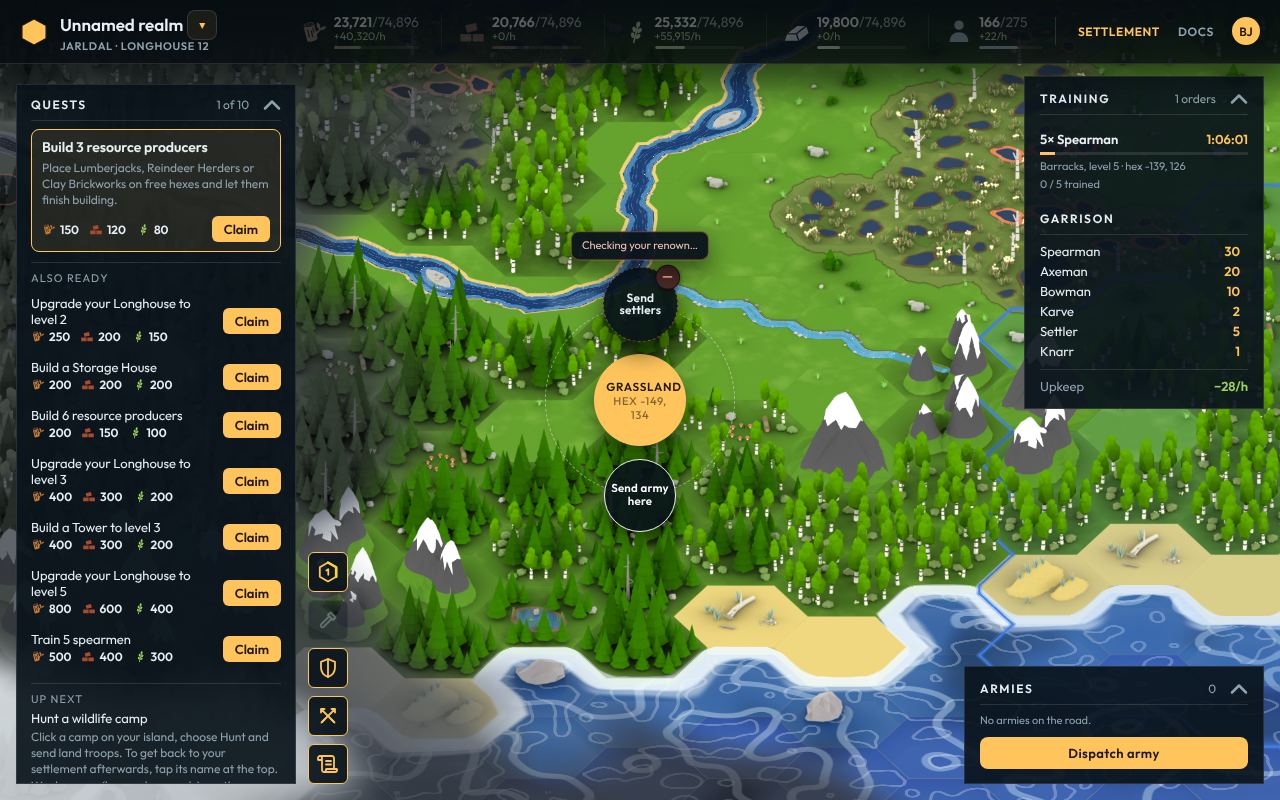 Unnamed realm
JARLDAL · LONGHOUSE 12
23,721/74,896
+40,320/h
20,766/74,896
+0/h
25,332/74,896
+55,915/h
19,800/74,896
+0/h
166/275
+22/h
SETTLEMENT
DOCS
BJ
QUESTS
1 of 10
Build 3 resource producers
Place Lumberjacks, Reindeer Herders or
Clay Brickworks on free hexes and let them
finish building.
150 120 80
Claim
ALSO READY
Upgrade your Longhouse to
level 2
250 200 150
Claim
Build a Storage House
200 200 200
Claim
Build 6 resource producers
200 150 100
Claim
Upgrade your Longhouse to
level 3
400 300 200
Claim
Build a Tower to level 3
400 300 200
Claim
Upgrade your Longhouse to
level 5
800 600 400
Claim
Train 5 spearmen
500 400 300
Claim
UP NEXT
Hunt a wildlife camp
Click a camp on your island, choose Hunt and
send land troops. To get back to your
settlement afterwards, tap its name at the top.
Checking your renown…
Send
settlers
GRASSLAND
HEX -149,
134
Send army
here
1
TRAINING
1 orders
5× Spearman
1:06:01
Barracks, level 5 · hex -139, 126
0 / 5 trained
GARRISON
Spearman 30
Axeman 20
Bowman 10
Karve 2
Settler 5
Knarr 1
Upkeep −28/h
ARMIES
0
No armies on the road.
Dispatch army